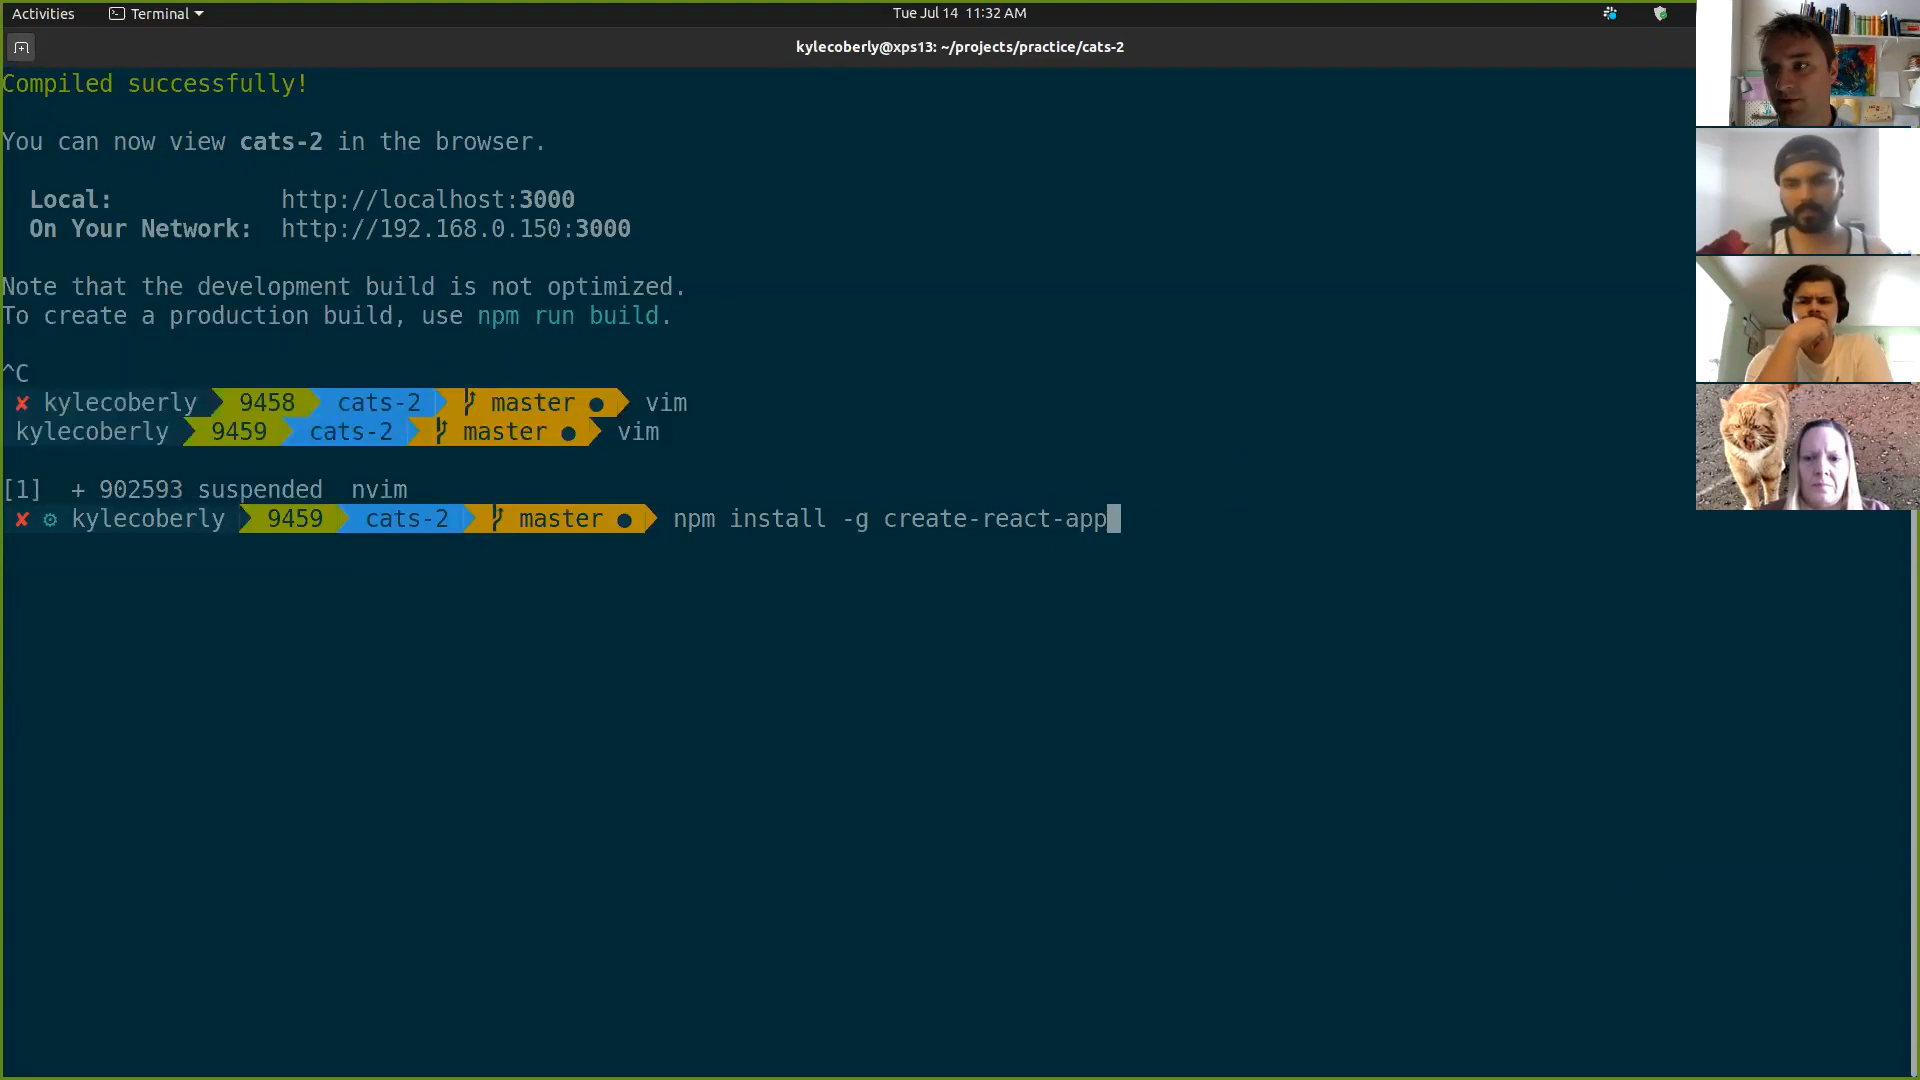 Activities
Terminal
Tue Jul 14 11:32 AM
kylecoberly@xps13: ~/projects/practice/cats-2
Compiled successfully!
You can now view cats-2 in the browser.
Local: http://localhost:3000
On Your Network: http://192.168.0.150:3000
Note that the development build is not optimized.
To create a production build, use npm run build.
^C
✘ kylecoberly 9458 cats-2 master ● vim
kylecoberly 9459 cats-2 master ● vim
[1] + 902593 suspended nvim
✘ ⚙ kylecoberly 9459 cats-2 master ● npm install -g create-react-app